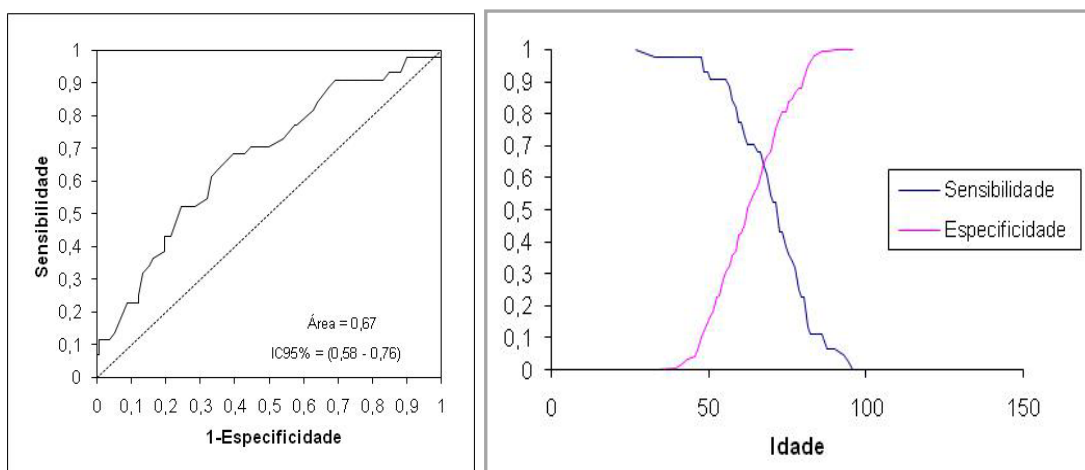 1
0,9
0,8
0,7
0,6
0,5
0,4
0,3
0,2
0,1
0
Sensibilidade
Área = 0,67
IC95% = (0,58 - 0,76)
0 0,1 0,2 0,3 0,4 0,5 0,6 0,7 0,8 0,9 1
1-Especificidade
1
0,9
0,8
0,7
0,6
0,5
0,4
0,3
0,2
0,1
0
0 50 100 150
Idade
Sensibilidade
Especificidade